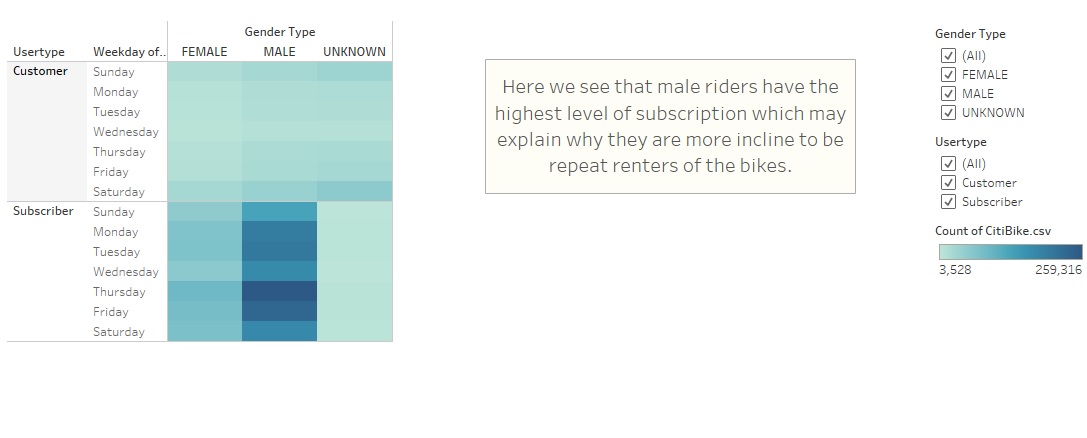 Gender Type
Usertype Weekday of.. FEMALE MALE UNKNOWN
Customer Sunday
Monday
Tuesday
Wednesday
Thursday
Friday
Saturday
Subscriber Sunday
Monday
Tuesday
Wednesday
Thursday
Friday
Saturday
Here we see that male riders have the
highest level of subscription which may
explain why they are more incline to be
repeat renters of the bikes.
Gender Type
(All)
FEMALE
MALE
UNKNOWN
Usertype
(All)
Customer
Subscriber
Count of CitiBike.csv
3,528 259,316